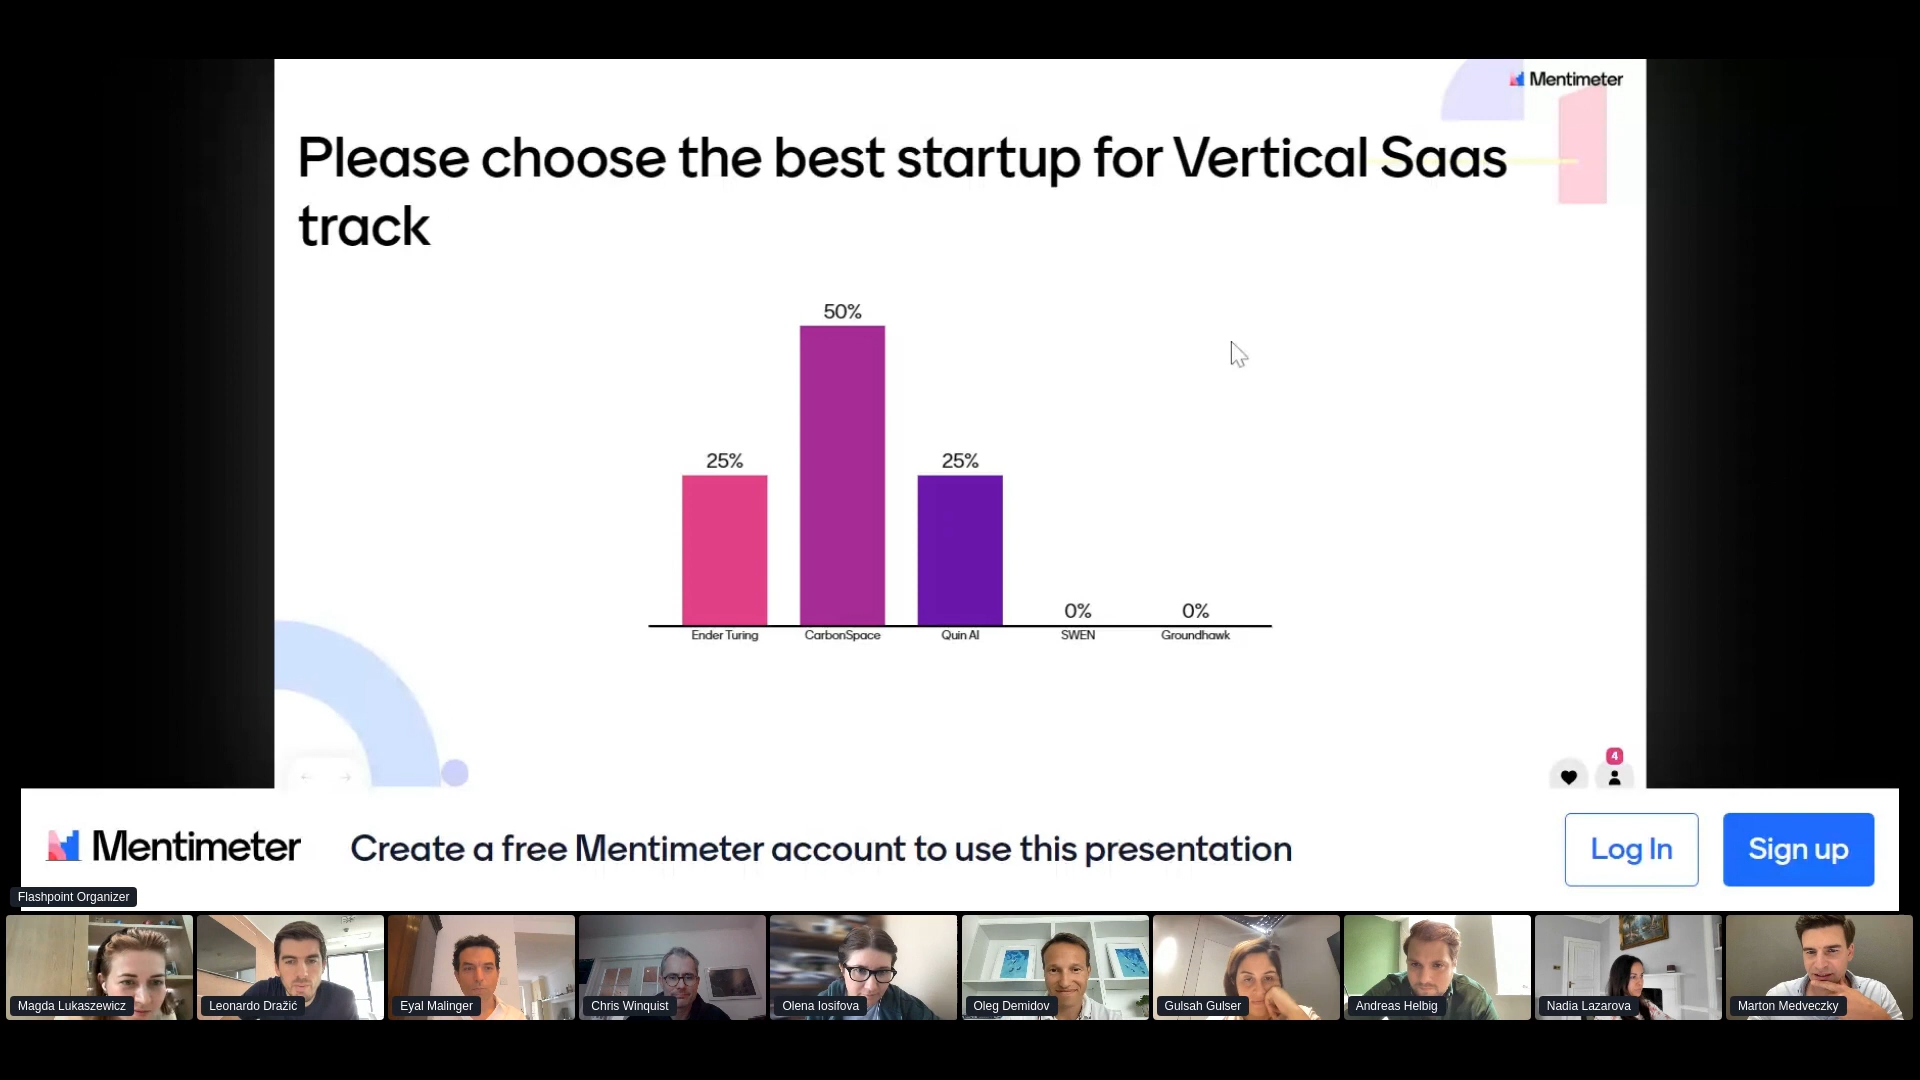 Mentimeter
Please choose the best startup for Vertical Saas
track
50%
25%
25%
0%
0%
Ender Turing
CarbonSpace
Quin AI
SWEN
Groundhawk
4
Mentimeter
Create a free Mentimeter account to use this presentation
Log In
Sign up
Flashpoint Organizer
Magda Lukaszewicz
Leonardo Dražić
Eyal Malinger
Chris Winquist
Olena Iosifova
Oleg Demidov
Gulsah Gulser
Andreas Helbig
Nadia Lazarova
Marton Medveczky